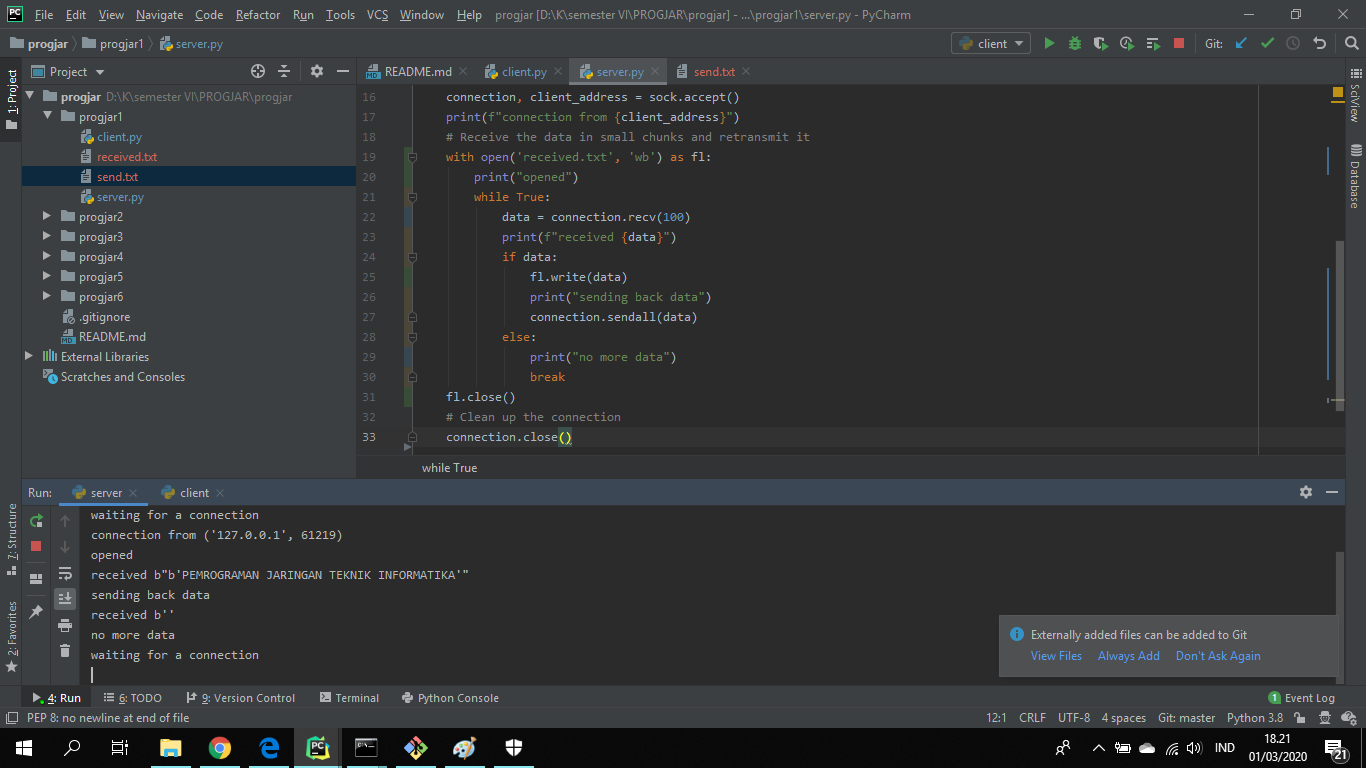 File Edit View Navigate Code Refactor Run Tools VCS Window Help progjar [D:\K\semester VI\PROGJAR\progjar] - ...\progjar1\server.py - PyCharm
progjar progjar1 server.py client Git:
1: Project
Project
README.md client.py server.py send.txt
progjar D:\K\semester VI\PROGJAR\progjar
progjar1
client.py
received.txt
send.txt
server.py
progjar2
progjar3
progjar4
progjar5
progjar6
.gitignore
README.md
External Libraries
Scratches and Consoles
16 connection, client_address = sock.accept()
17 print(f"connection from {client_address}")
18 # Receive the data in small chunks and retransmit it
19 with open('received.txt', 'wb') as fl:
20 print("opened")
21 while True:
22 data = connection.recv(100)
23 print(f"received {data}")
24 if data:
25 fl.write(data)
26 print("sending back data")
27 connection.sendall(data)
28 else:
29 print("no more data")
30 break
31 fl.close()
32 # Clean up the connection
33 connection.close()
while True
SciView
Database
Run: server client
7: Structure
2: Favorites
waiting for a connection
connection from ('127.0.0.1', 61219)
opened
received b"b'PEMROGRAMAN JARINGAN TEKNIK INFORMATIKA'"
sending back data
received b''
no more data
waiting for a connection
Externally added files can be added to Git
View Files Always Add Don't Ask Again
4: Run 6: TODO 9: Version Control Terminal Python Console 1 Event Log
PEP 8: no newline at end of file 12:1 CRLF UTF-8 4 spaces Git: master Python 3.8
IND 18.21
01/03/2020
21